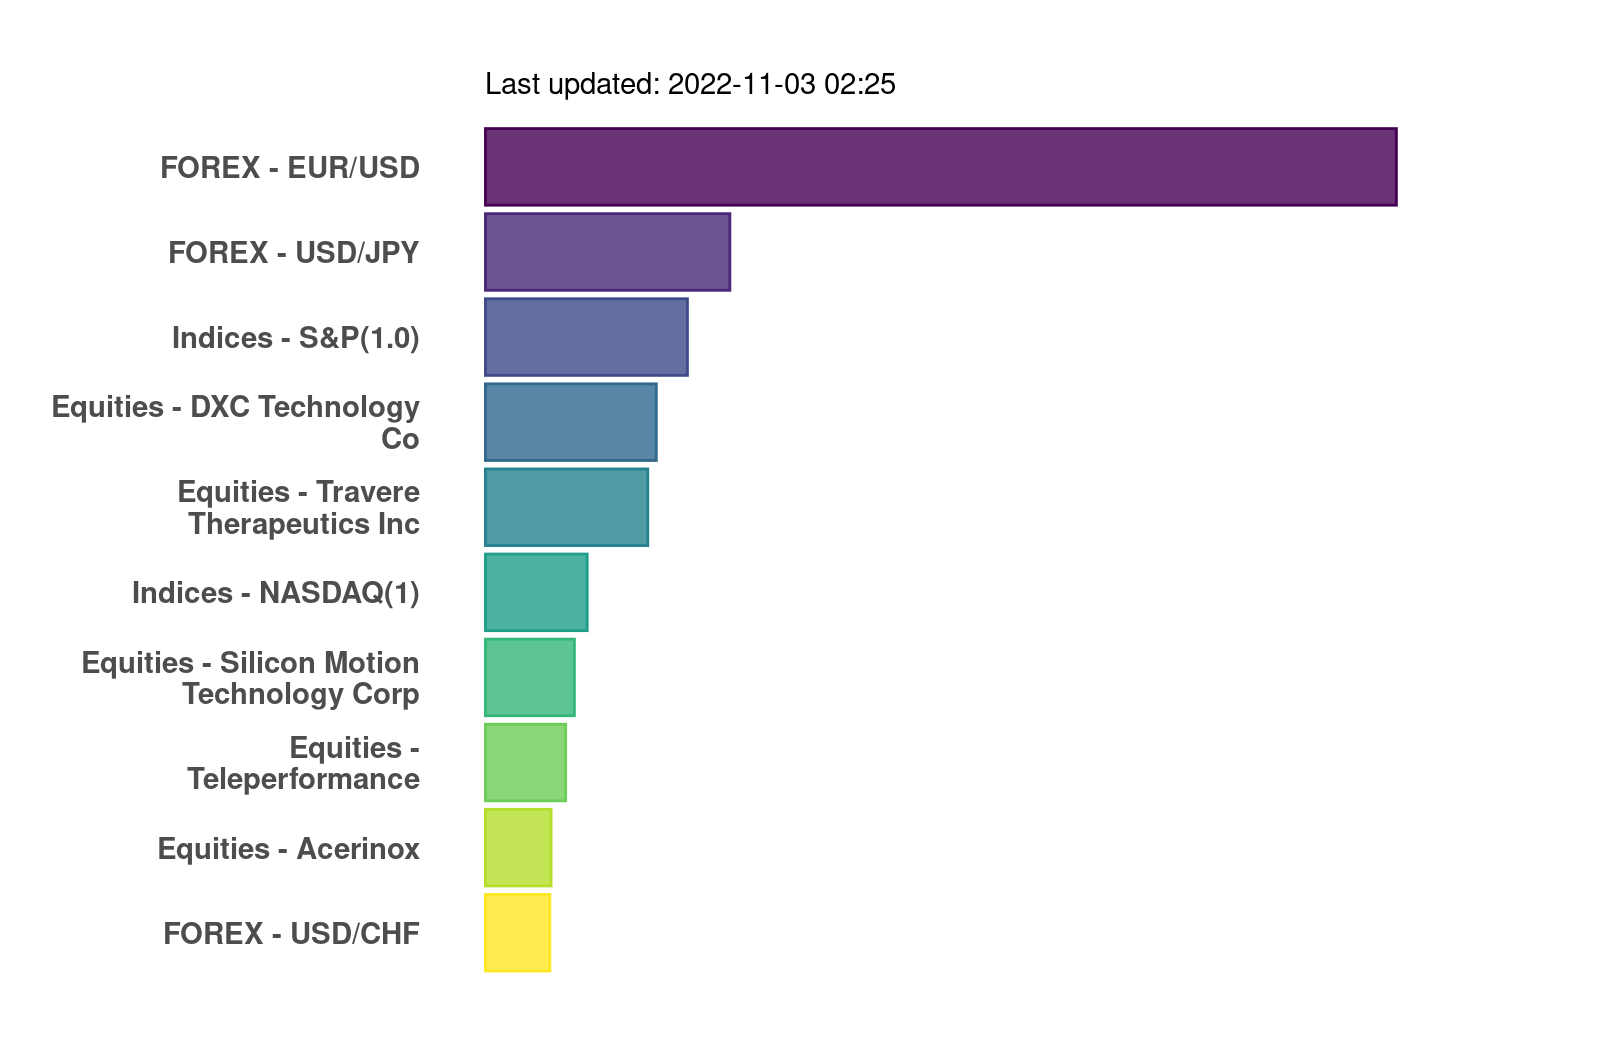 Last updated: 2022-11-03 02:25
FOREX - EUR/USD
FOREX - USD/JPY
Indices - S&P(1.0)
Equities - DXC Technology
Co
Equities - Travere
Therapeutics Inc
Indices - NASDAQ(1)
Equities - Silicon Motion
Technology Corp
Equities -
Teleperformance
Equities - Acerinox
FOREX - USD/CHF